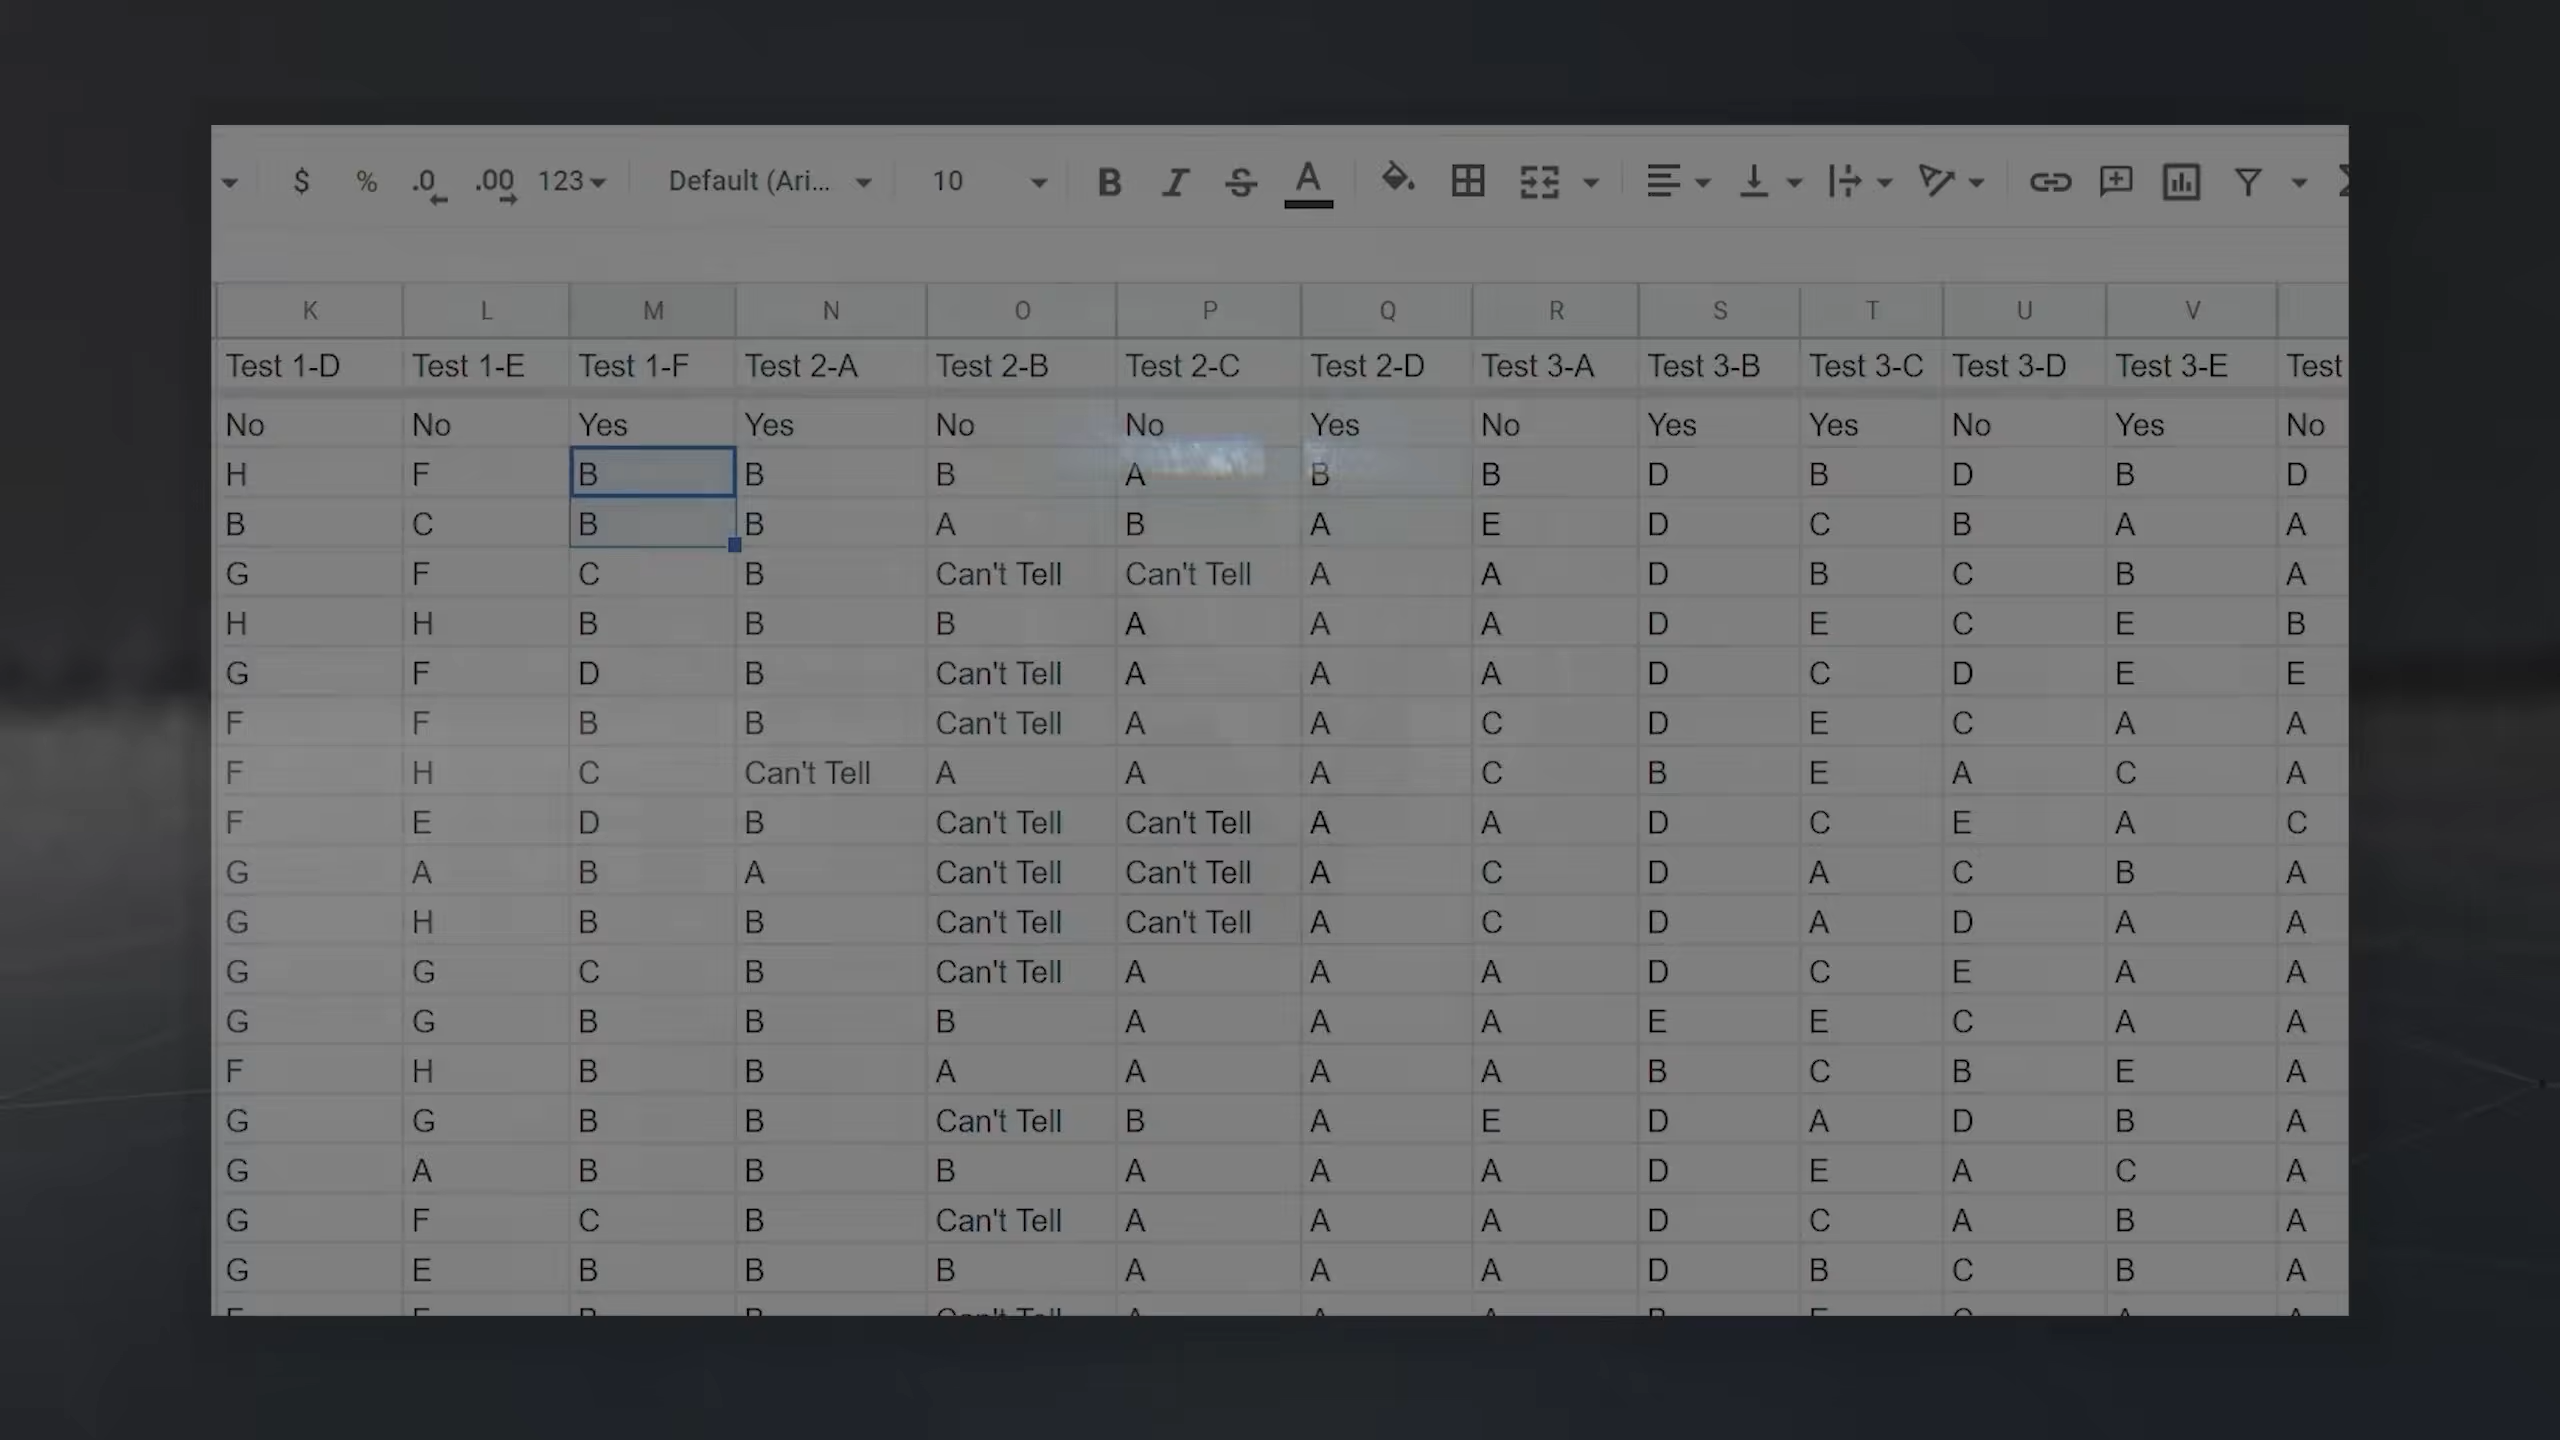 $ % .0 .00 123 Default (Ari... 10 B I S A
K L M N O P Q R S T U V
Test 1-D Test 1-E Test 1-F Test 2-A Test 2-B Test 2-C Test 2-D Test 3-A Test 3-B Test 3-C Test 3-D Test 3-E Test
No No Yes Yes No No Yes No Yes Yes No Yes No
H F B B B A B B D B D B D
B C B B A B A E D C B A A
G F C B Can't Tell Can't Tell A A D B C B A
H H B B B A A A D E C E B
G F D B Can't Tell A A A D C D E E
F F B B Can't Tell A A C D E C A A
F H C Can't Tell A A A C B E A C A
F E D B Can't Tell Can't Tell A A D C E A C
G A B A Can't Tell Can't Tell A C D A C B A
G H B B Can't Tell Can't Tell A C D A D A A
G G C B Can't Tell A A A D C E A A
G G B B B A A A E E C A A
F H B B A A A A B C B E A
G G B B Can't Tell B A E D A D B A
G A B B B A A A D E A C A
G F C B Can't Tell A A A D C A B A
G E B B B A A A D B C B A